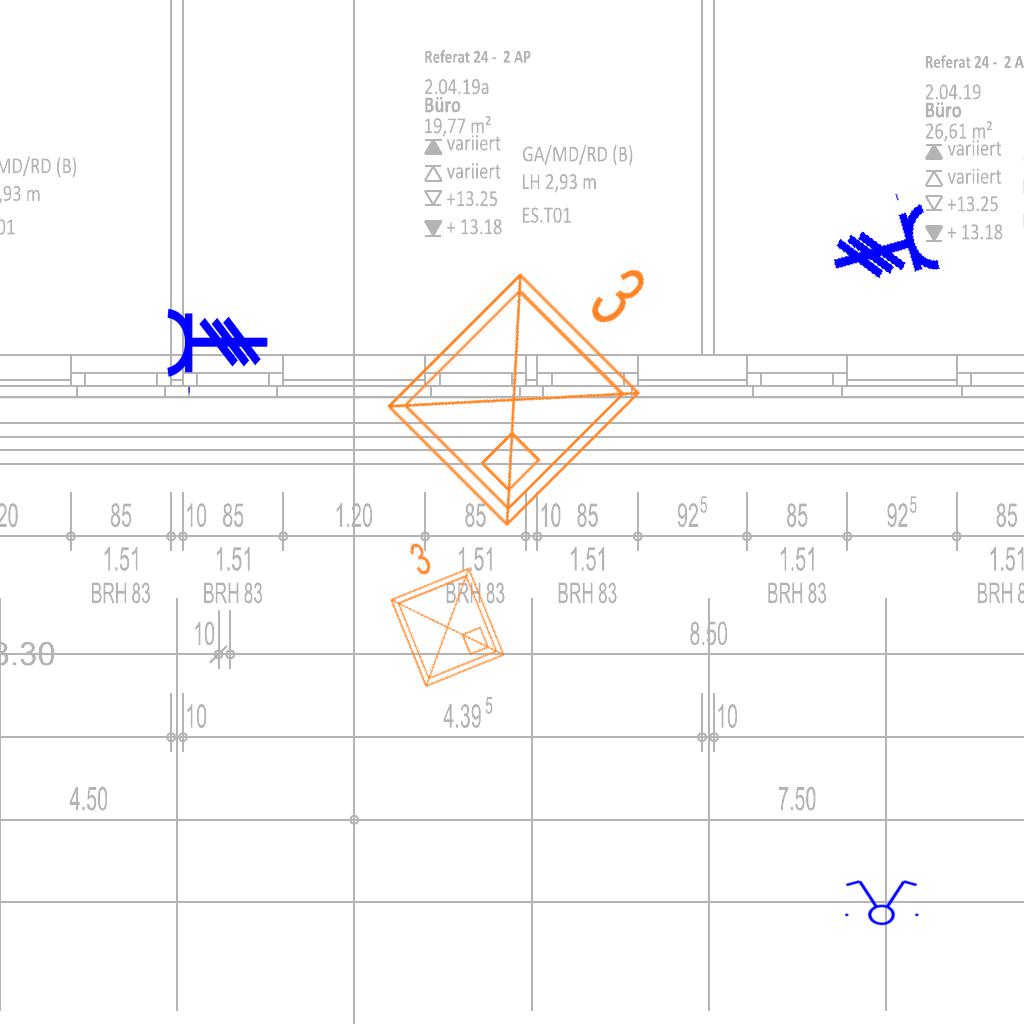 Referat 24 - 2 AP
2.04.19a
Büro
19,77 m²
variiert
variiert
+13.25
+ 13.18
GA/MD/RD (B)
LH 2,93 m
ES.T01
Referat 24 - 2 A
2.04.19
Büro
26,61 m²
variiert
variiert
+13.25
+ 13.18
MD/RD (B)
,93 m
01
3
20 85 10 85 1.20 85 10 85 92⁵ 85 92⁵ 85
1.51 1.51 1.51 1.51 1.51 1.51
BRH 83 BRH 83 BRH 83 BRH 83 BRH 83 BRH 8
3
3.30 10 8.50
10 4.39⁵ 10
4.50 7.50